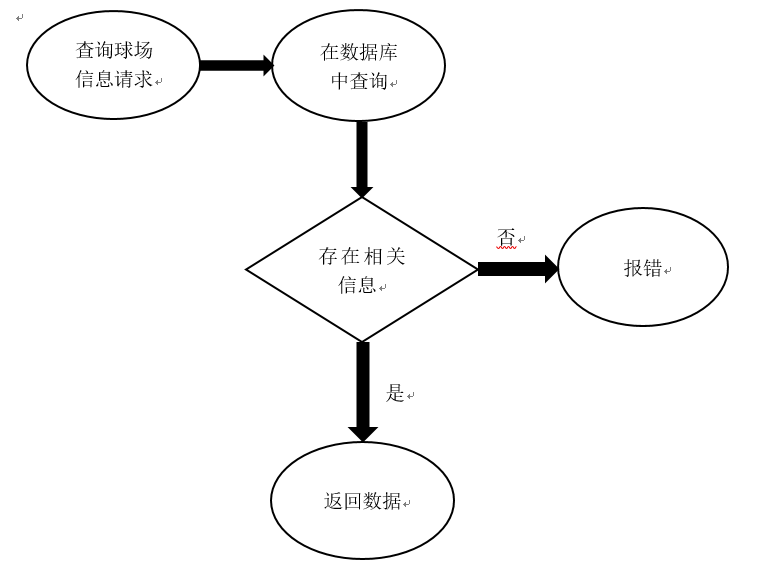 查询球场
信息请求
在数据库
中查询
存在相关
信息
否
报错
是
返回数据